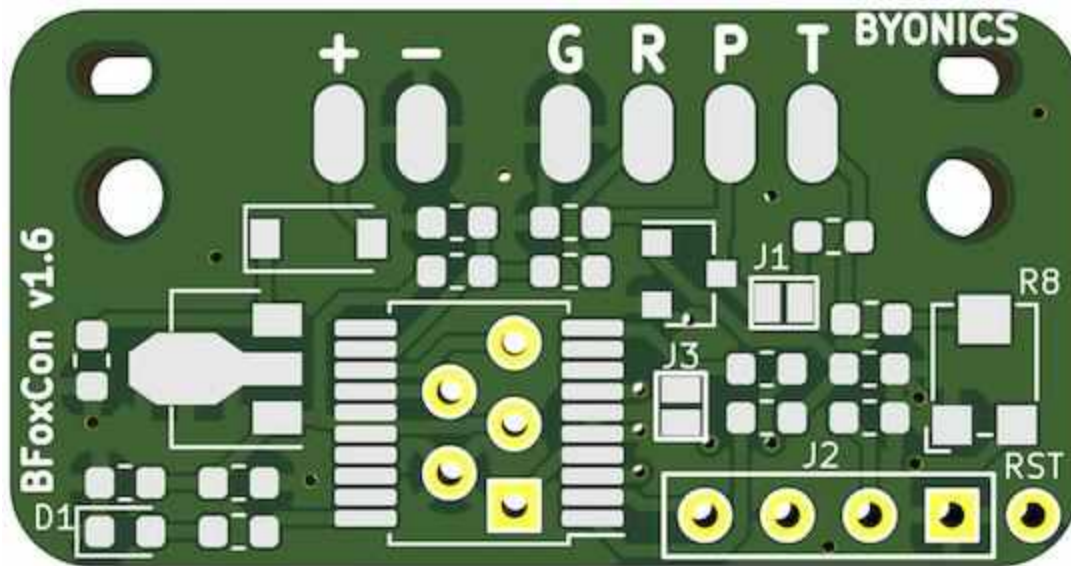 BYONICS
+ - G R P T
J1
R8
J3
J2
RST
BFoxCon v1.6
D1